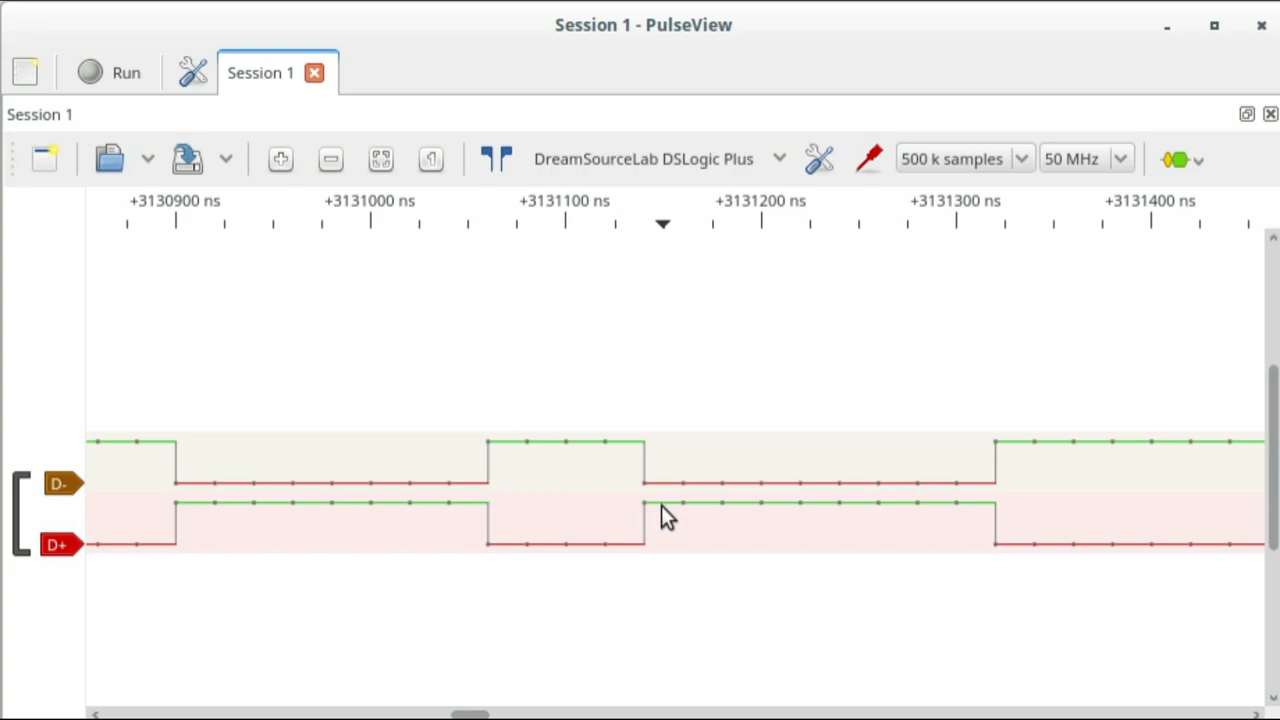 Session 1 - PulseView
Run
Session 1
Session 1
DreamSourceLab DSLogic Plus
500 k samples
50 MHz
+3130900 ns +3131000 ns +3131100 ns +3131200 ns +3131300 ns +3131400 ns
D-
D+